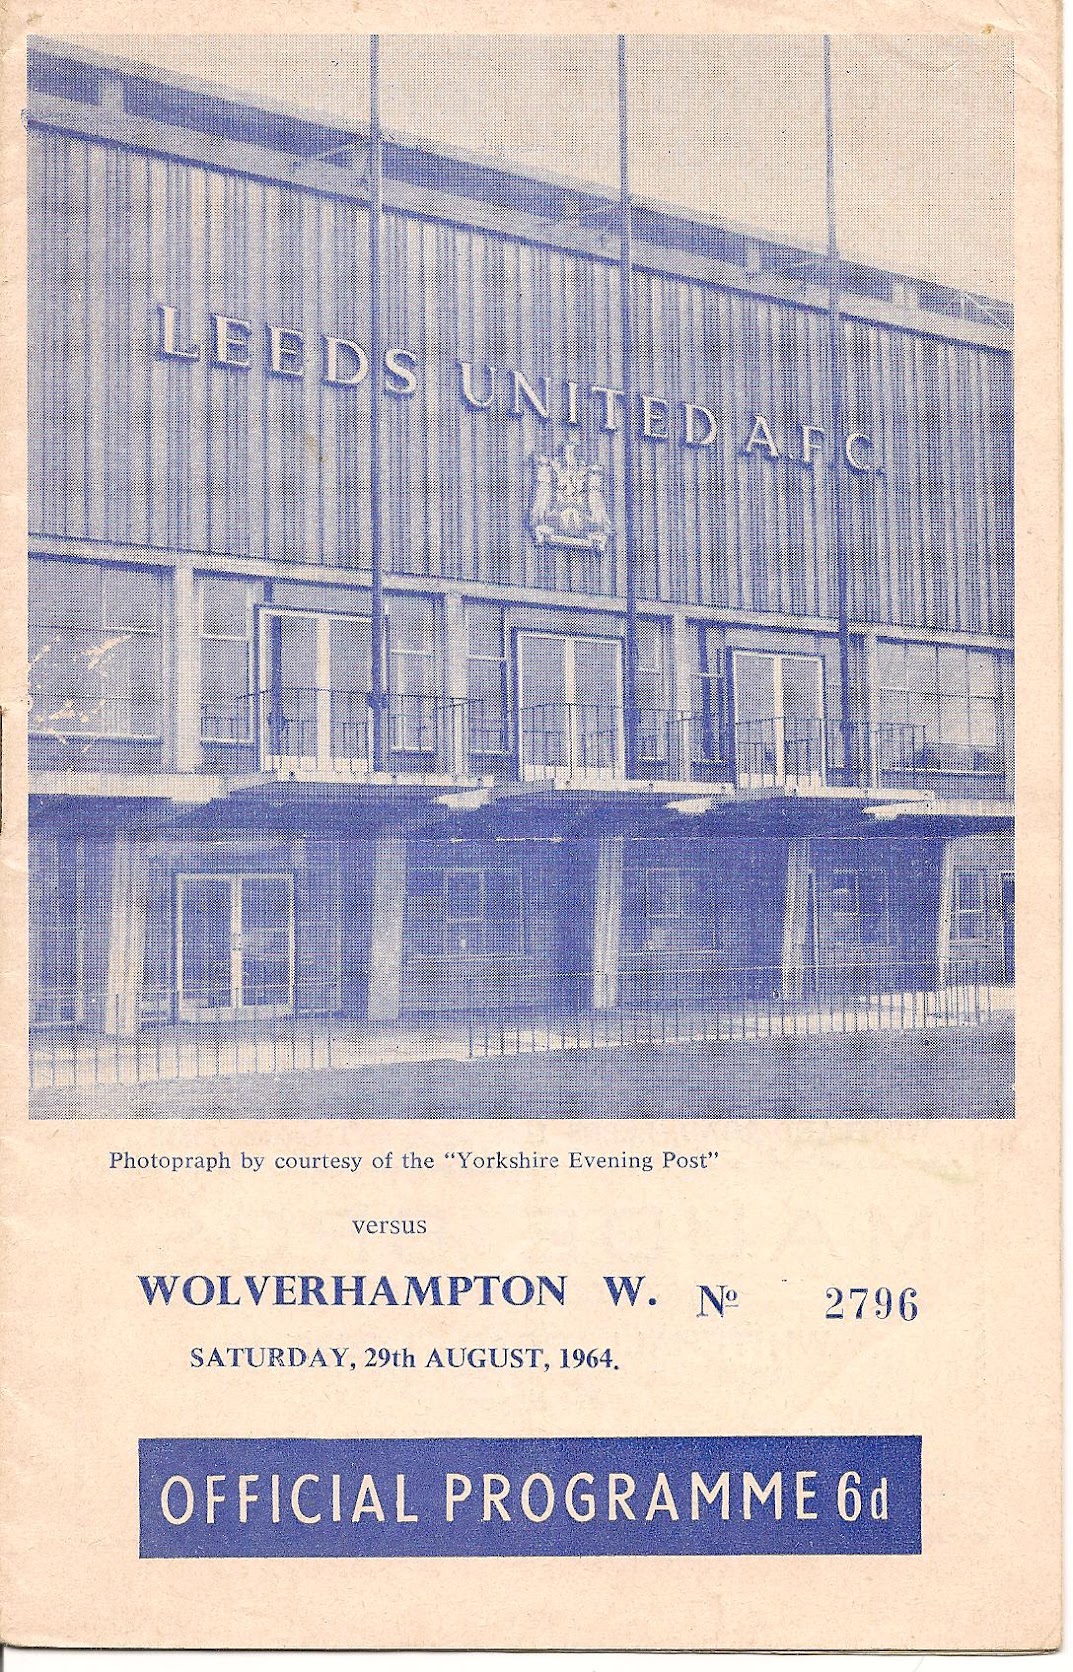 LEEDS UNITED A.F.C.
Photopraph by courtesy of the “Yorkshire Evening Post”
versus
WOLVERHAMPTON W. Nº 2796
SATURDAY, 29th AUGUST, 1964.
OFFICIAL PROGRAMME 6d